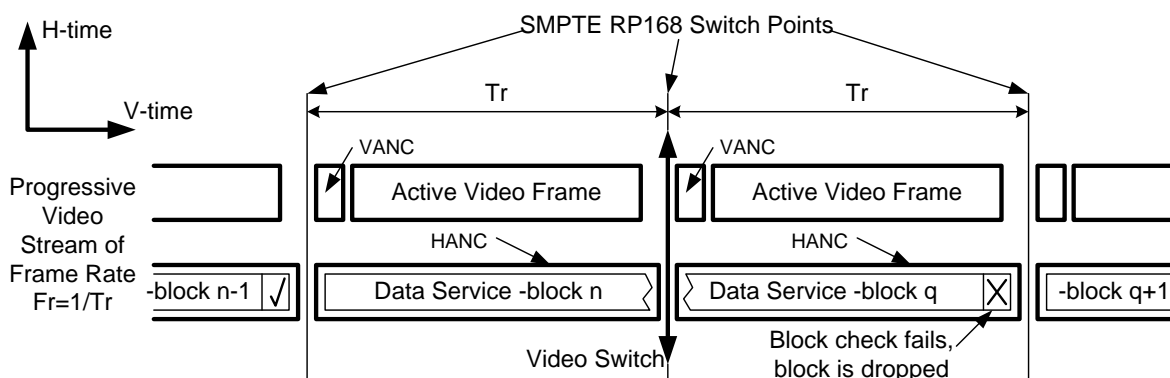 H-time
V-time
SMPTE RP168 Switch Points
Tr
Tr
VANC
VANC
Progressive
Video
Stream of
Frame Rate
Fr=1/Tr
Active Video Frame
Active Video Frame
HANC
HANC
-block n-1 √
Data Service -block n
Data Service -block q
X
-block q+1
Video Switch
Block check fails,
block is dropped